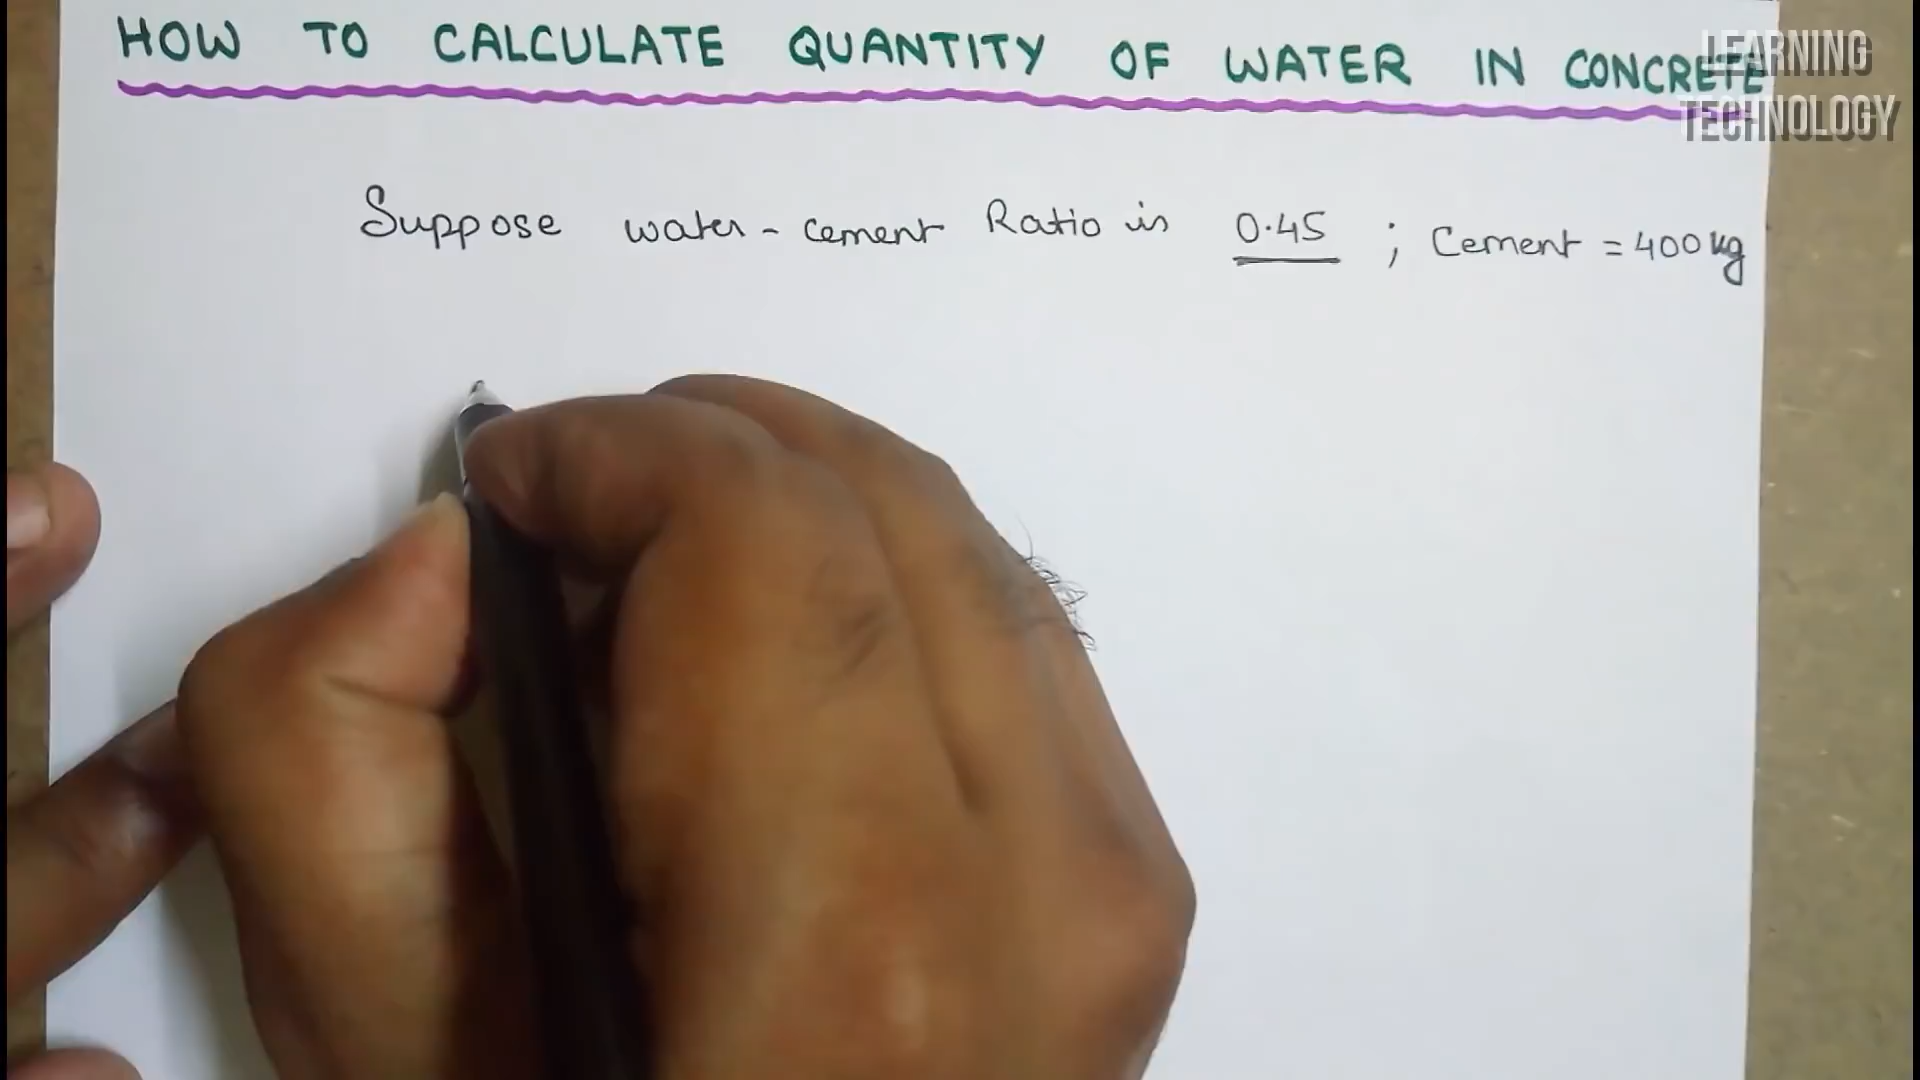 HOW TO CALCULATE QUANTITY OF WATER IN CONCRETE
LEARNING
TECHNOLOGY
Suppose water-cement Ratio is 0.45 ; Cement = 400 kg